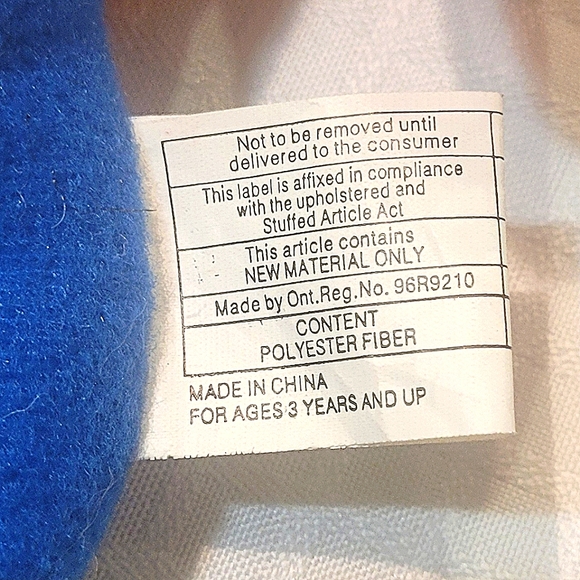 Not to be removed until
delivered to the consumer
This label is affixed in compliance
with the upholstered and
Stuffed Article Act
This article contains
NEW MATERIAL ONLY
Made by Ont.Reg.No. 96R9210
CONTENT
POLYESTER FIBER
MADE IN CHINA
FOR AGES 3 YEARS AND UP